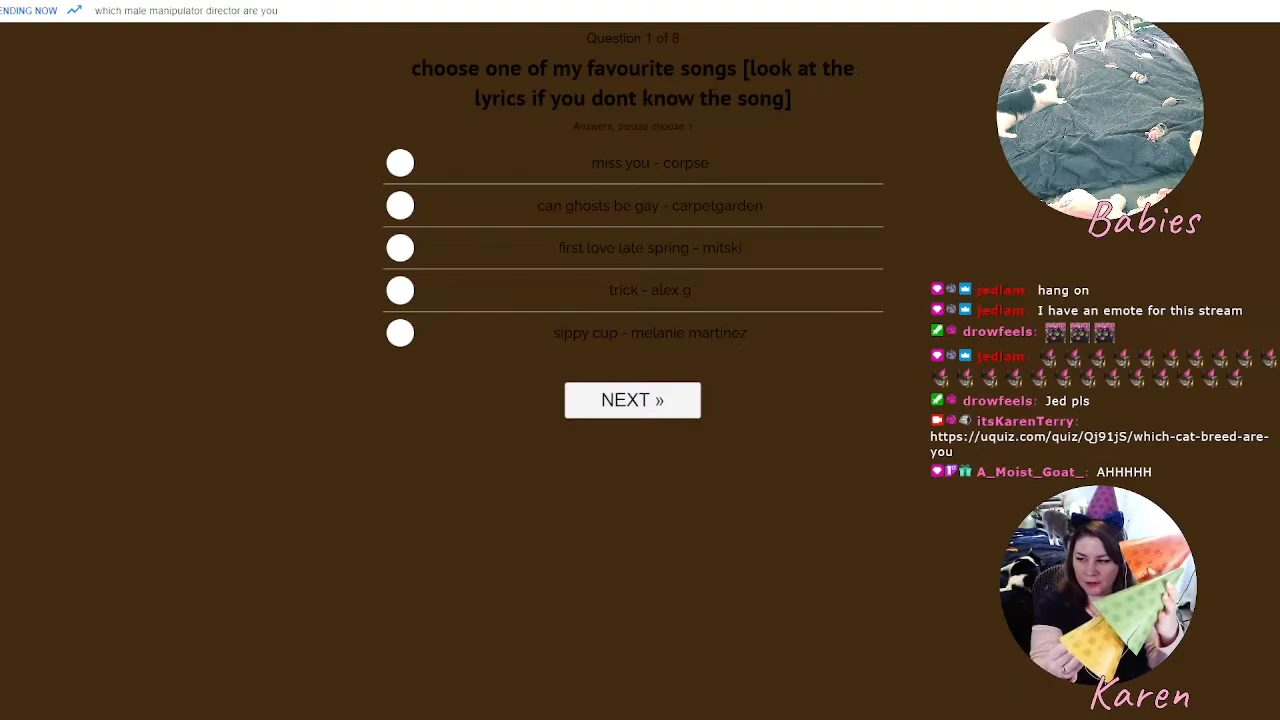 ENDING NOW which male manipulator director are you
Question 1 of 8
choose one of my favourite songs [look at the
lyrics if you dont know the song]
Answers, please choose 1
miss you - corpse
can ghosts be gay - carpetgarden
first love late spring - mitski
trick - alex g
sippy cup - melanie martinez
NEXT »
Babies
jedlam: hang on
jedlam: I have an emote for this stream
drowfeels:
jedlam:
drowfeels: Jed pls
itsKarenTerry:
https://uquiz.com/quiz/Qj91jS/which-cat-breed-are-
you
A_Moist_Goat_: AHHHHH
Karen